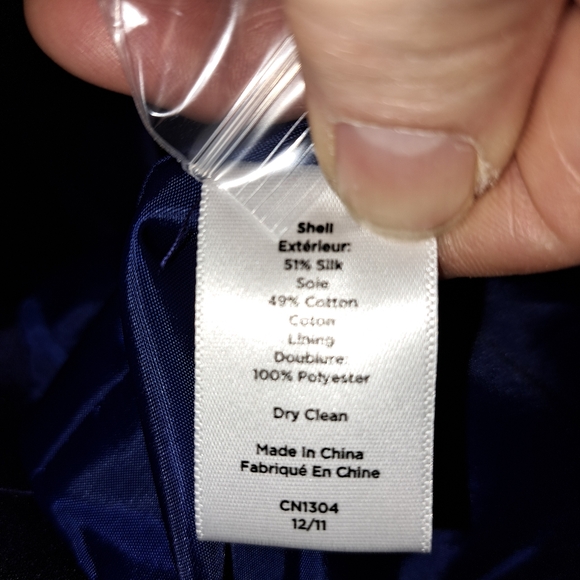 Shell
Extérieur:
51% Silk
Soie
49% Cotton
Coton
Lining
Doublure:
100% Polyester
Dry Clean
Made In China
Fabriqué En Chine
CN1304
12/11